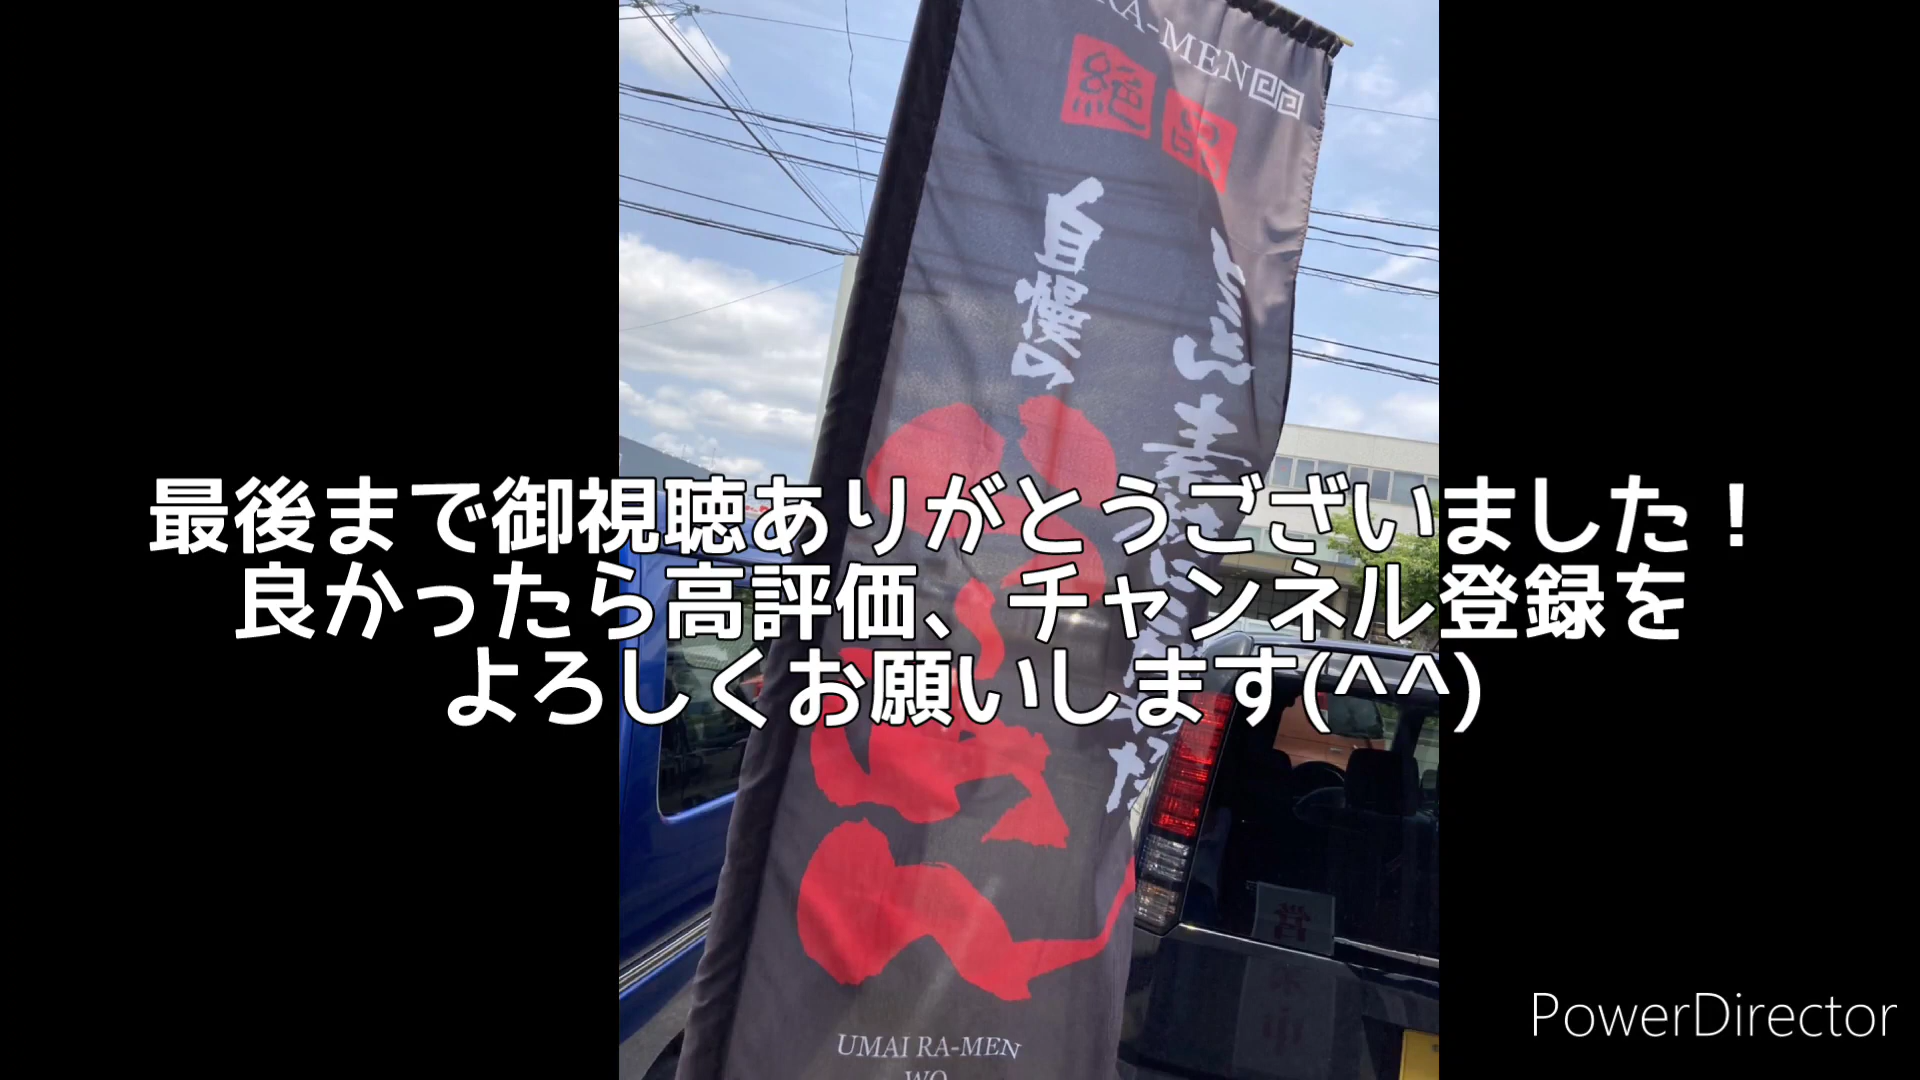 RA-MEN
絶品
自慢の
最後まで御視聴ありがとうございました！
良かったら高評価、チャンネル登録を
よろしくお願いします(^^)
UMAI RA-MEN
WO
PowerDirector